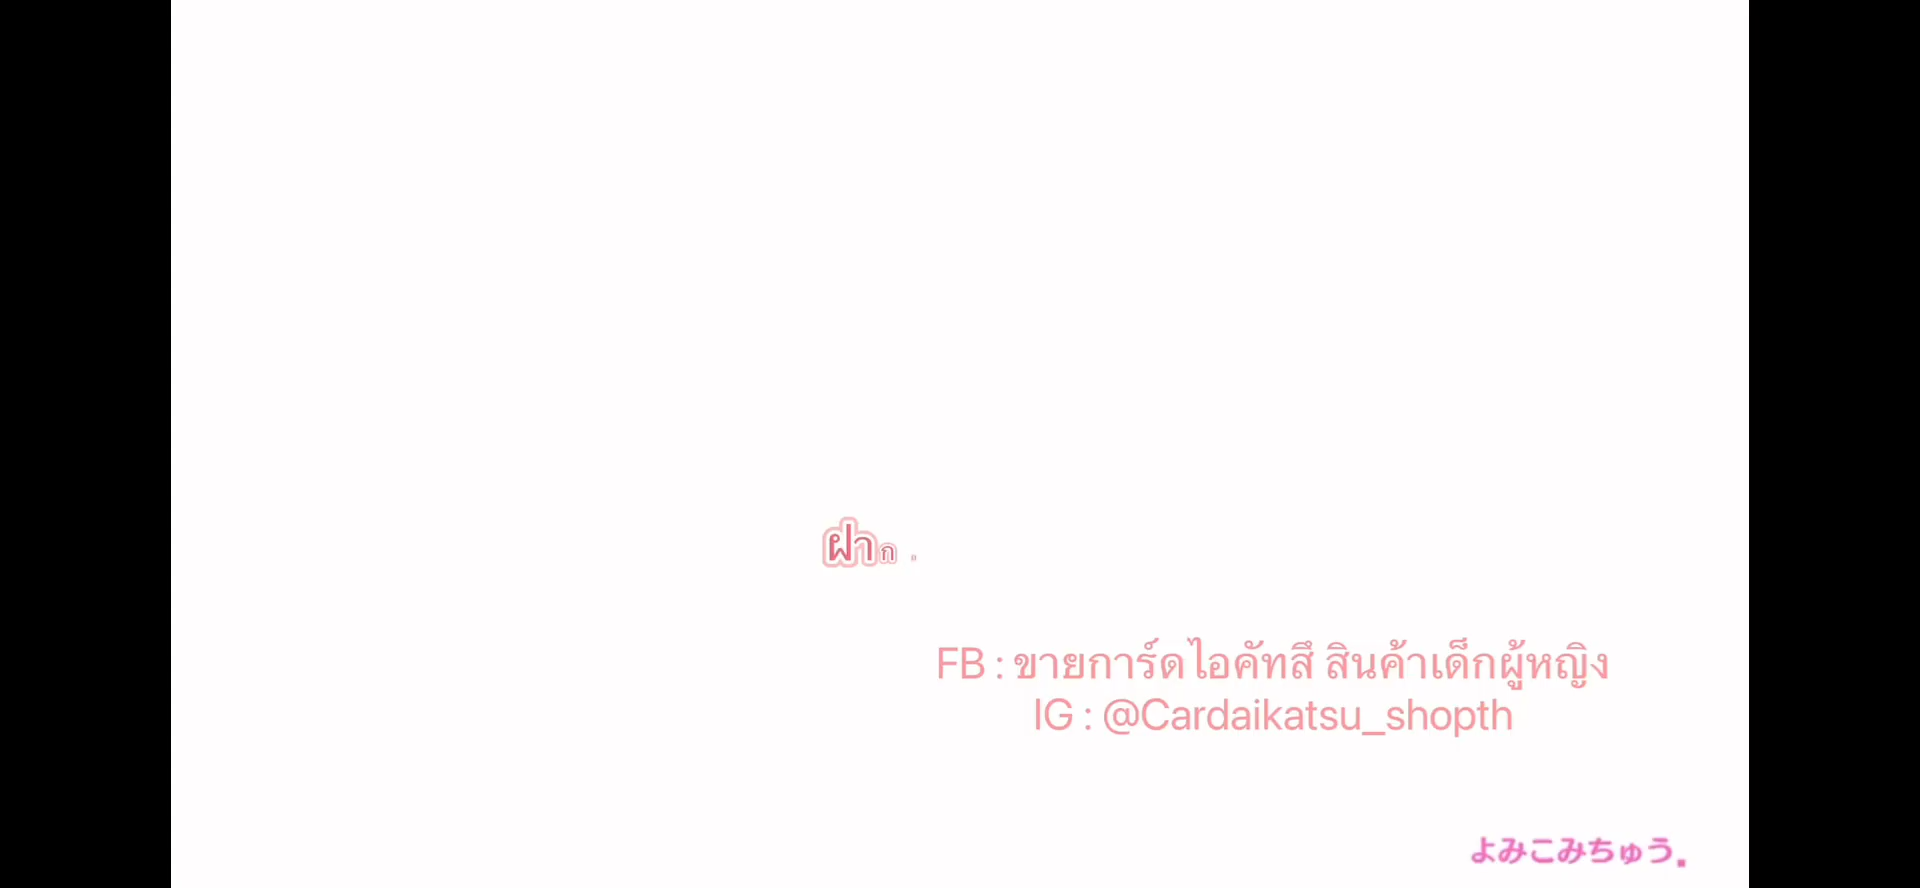 ฝาก
FB : ขายการ์ดไอคัทสึ สินค้าเด็กผู้หญิง
IG : @Cardaikatsu_shopth
よみこみちゅう.